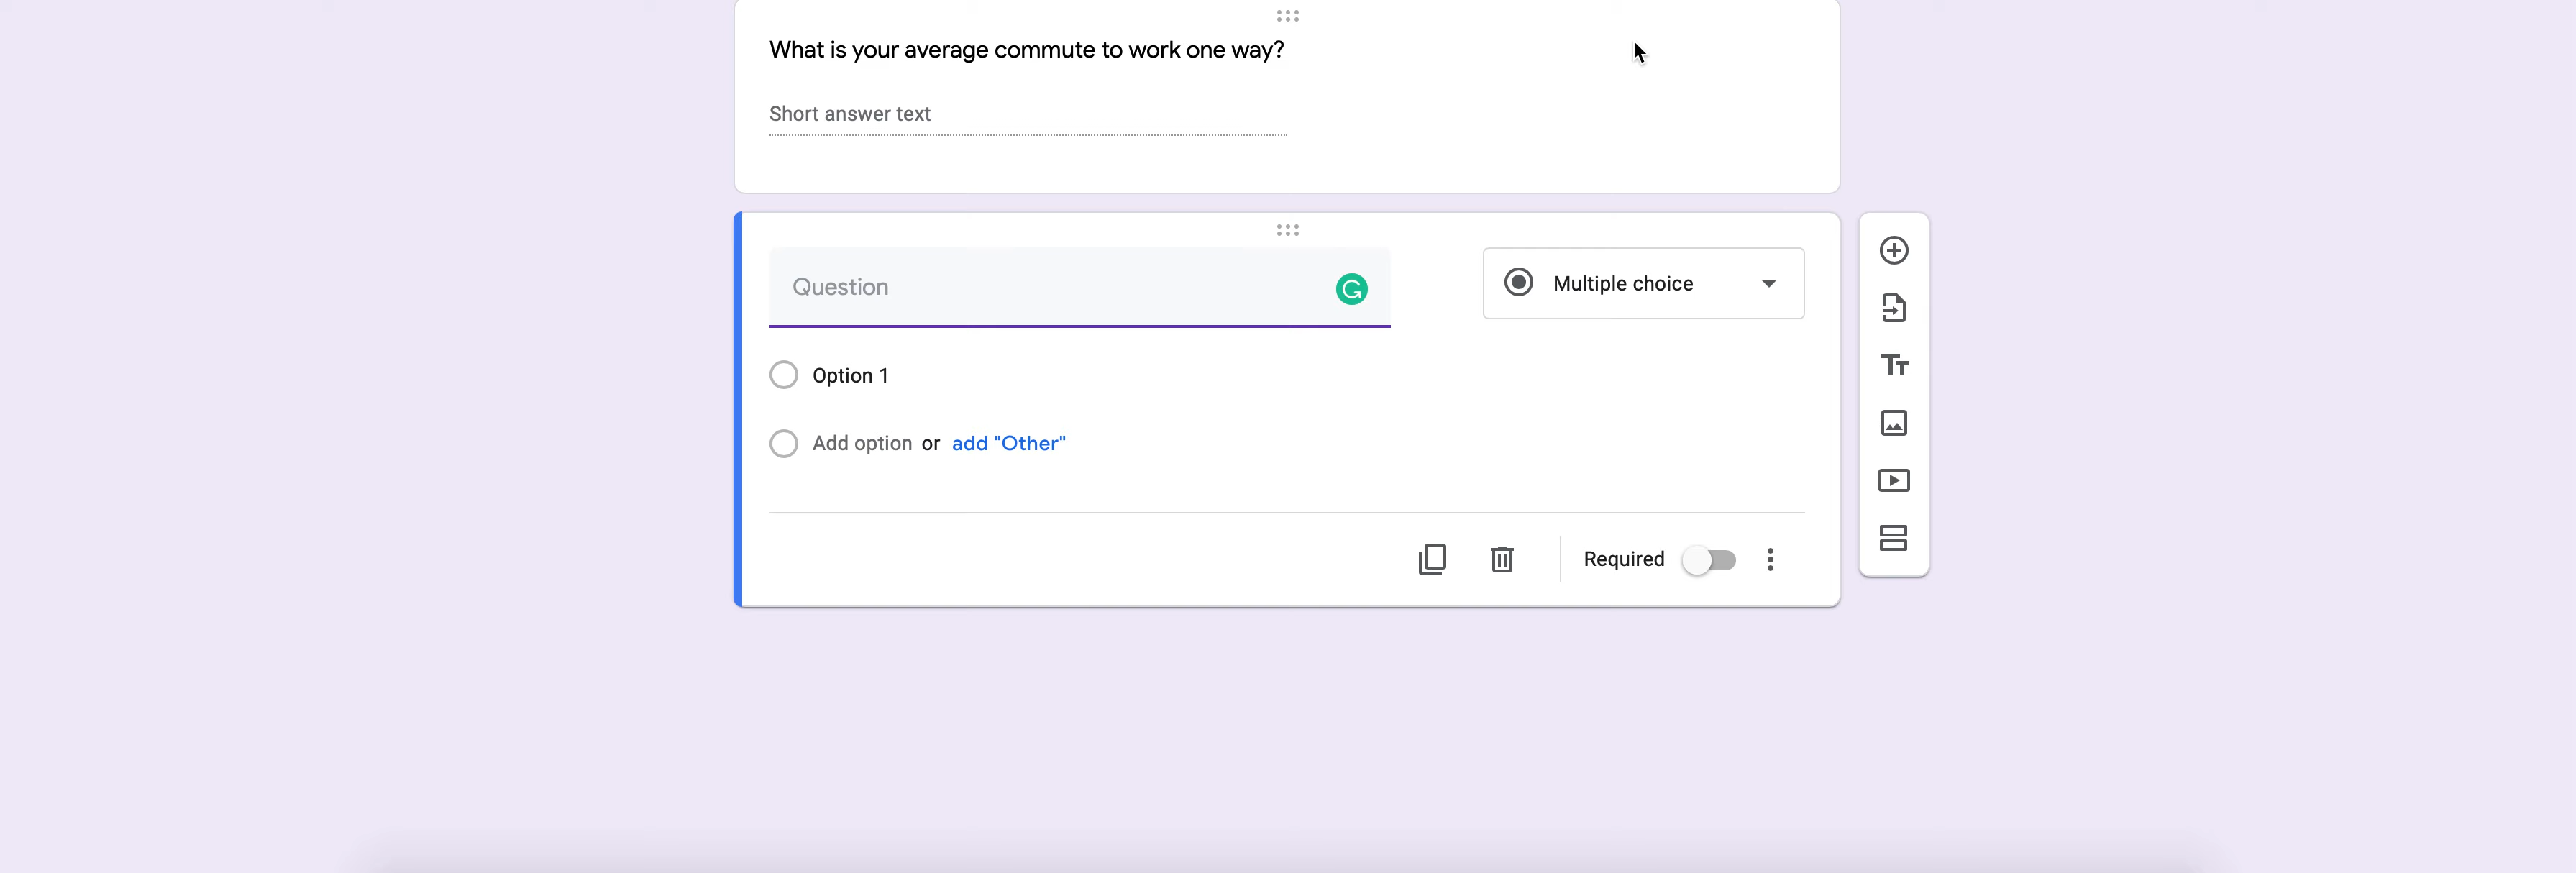 What is your average commute to work one way?
Short answer text
Question
Multiple choice
Option 1
Add option or add "Other"
Required